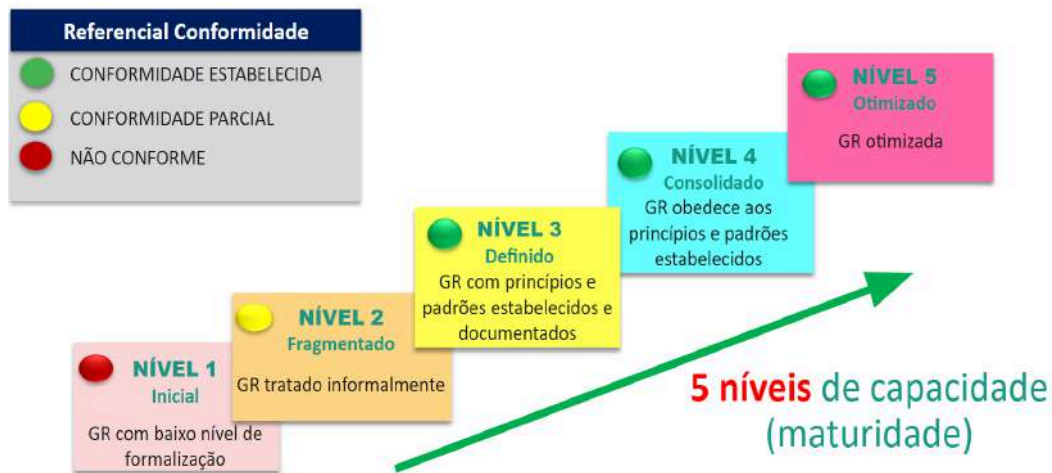 Referencial Conformidade
CONFORMIDADE ESTABELECIDA
CONFORMIDADE PARCIAL
NÃO CONFORME
NÍVEL 5
Otimizado
GR otimizada
NÍVEL 4
Consolidado
GR obedece aos
princípios e padrões
estabelecidos
NÍVEL 3
Definido
GR com princípios e
padrões estabelecidos e
documentados
NÍVEL 2
Fragmentado
GR tratado informalmente
NÍVEL 1
Inicial
GR com baixo nível de
formalização
5 níveis de capacidade
(maturidade)